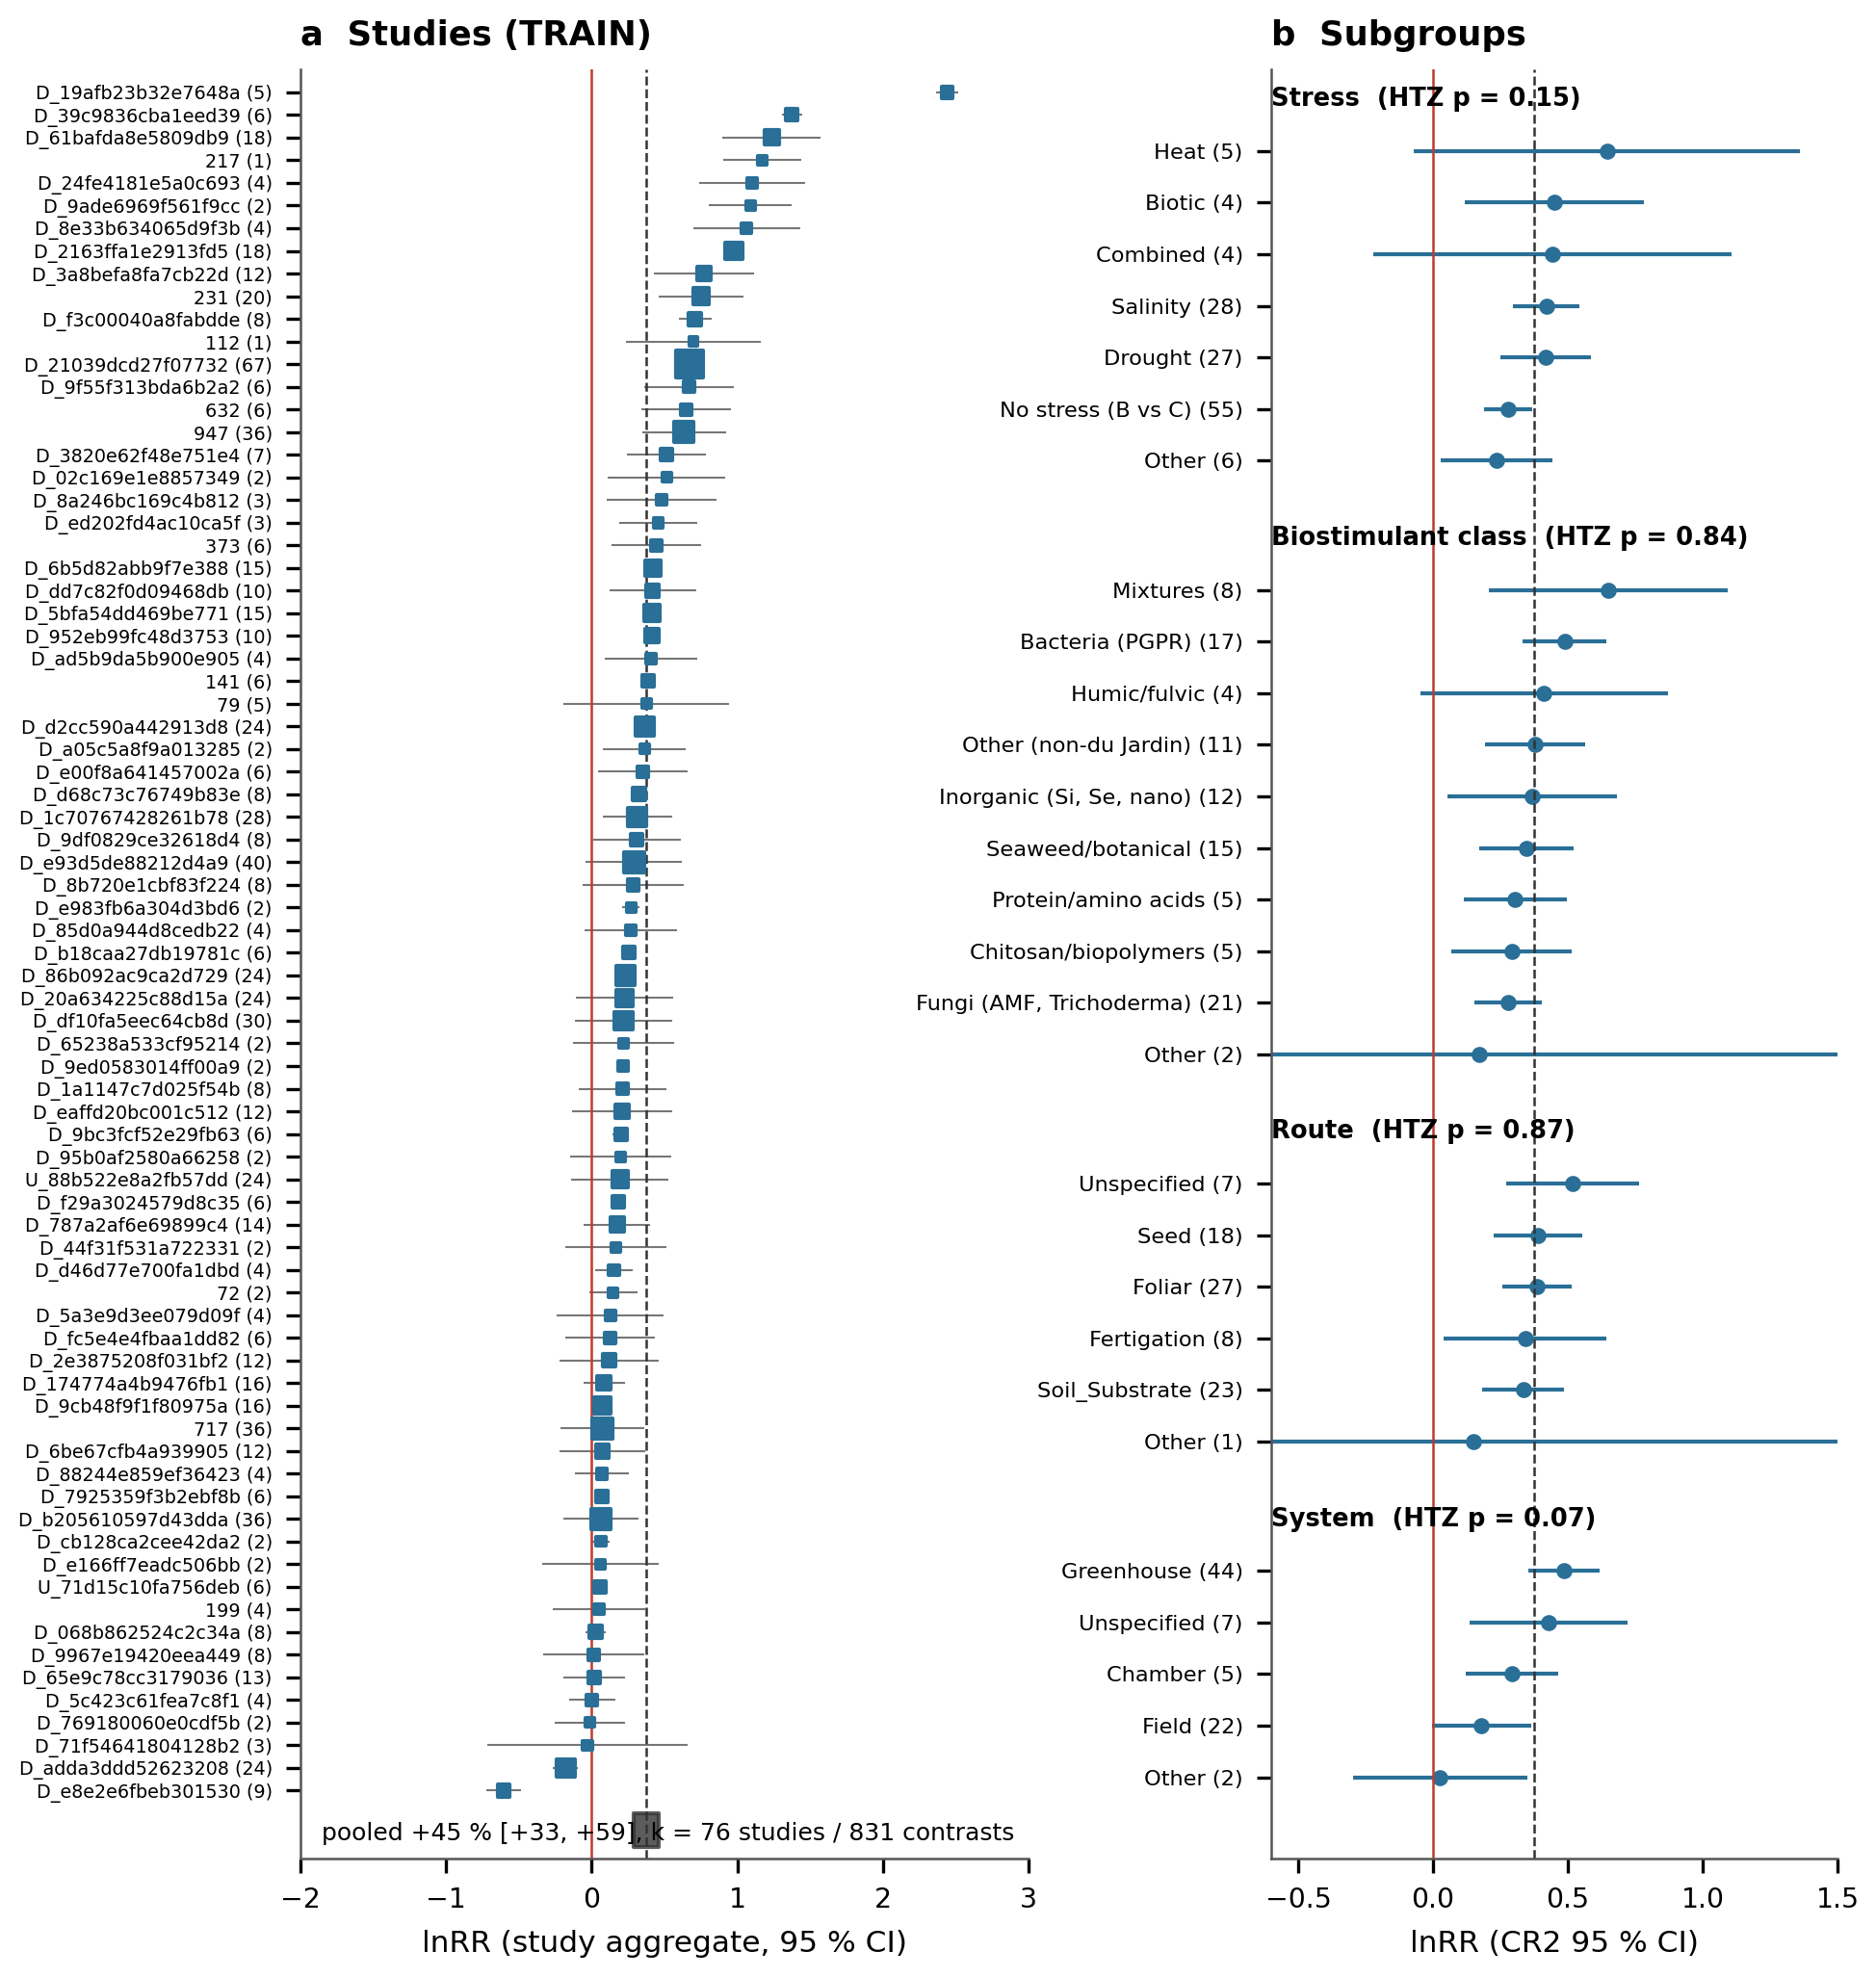 a  Studies (TRAIN)
D_19afb23b32e7648a (5)
D_39c9836cba1eed39 (6)
D_61bafda8e5809db9 (18)
217 (1)
D_24fe4181e5a0c693 (4)
D_9ade6969f561f9cc (2)
D_8e33b634065d9f3b (4)
D_2163ffa1e2913fd5 (18)
D_3a8befa8fa7cb22d (12)
231 (20)
D_f3c00040a8fabdde (8)
112 (1)
D_21039dcd27f07732 (67)
D_9f55f313bda6b2a2 (6)
632 (6)
947 (36)
D_3820e62f48e751e4 (7)
D_02c169e1e8857349 (2)
D_8a246bc169c4b812 (3)
D_ed202fd4ac10ca5f (3)
373 (6)
D_6b5d82abb9f7e388 (15)
D_dd7c82f0d09468db (10)
D_5bfa54dd469be771 (15)
D_952eb99fc48d3753 (10)
D_ad5b9da5b900e905 (4)
141 (6)
79 (5)
D_d2cc590a442913d8 (24)
D_a05c5a8f9a013285 (2)
D_e00f8a641457002a (6)
D_d68c73c76749b83e (8)
D_1c70767428261b78 (28)
D_9df0829ce32618d4 (8)
D_e93d5de88212d4a9 (40)
D_8b720e1cbf83f224 (8)
D_e983fb6a304d3bd6 (2)
D_85d0a944d8cedb22 (4)
D_b18caa27db19781c (6)
D_86b092ac9ca2d729 (24)
D_20a634225c88d15a (24)
D_df10fa5eec64cb8d (30)
D_65238a533cf95214 (2)
D_9ed0583014ff00a9 (2)
D_1a1147c7d025f54b (8)
D_eaffd20bc001c512 (12)
D_9bc3fcf52e29fb63 (6)
D_95b0af2580a66258 (2)
U_88b522e8a2fb57dd (24)
D_f29a3024579d8c35 (6)
D_787a2af6e69899c4 (14)
D_44f31f531a722331 (2)
D_d46d77e700fa1dbd (4)
72 (2)
D_5a3e9d3ee079d09f (4)
D_fc5e4e4fbaa1dd82 (6)
D_2e3875208f031bf2 (12)
D_174774a4b9476fb1 (16)
D_9cb48f9f1f80975a (16)
717 (36)
D_6be67cfb4a939905 (12)
D_88244e859ef36423 (4)
D_7925359f3b2ebf8b (6)
D_b205610597d43dda (36)
D_cb128ca2cee42da2 (2)
D_e166ff7eadc506bb (2)
U_71d15c10fa756deb (6)
199 (4)
D_068b862524c2c34a (8)
D_9967e19420eea449 (8)
D_65e9c78cc3179036 (13)
D_5c423c61fea7c8f1 (4)
D_769180060e0cdf5b (2)
D_71f54641804128b2 (3)
D_adda3ddd52623208 (24)
D_e8e2e6fbeb301530 (9)
pooled +45 % [+33, +59], k = 76 studies / 831 contrasts
−2 −1 0 1 2 3
lnRR (study aggregate, 95 % CI)
b  Subgroups
Stress  (HTZ p = 0.15)
Heat (5)
Biotic (4)
Combined (4)
Salinity (28)
Drought (27)
No stress (B vs C) (55)
Other (6)
Biostimulant class  (HTZ p = 0.84)
Mixtures (8)
Bacteria (PGPR) (17)
Humic/fulvic (4)
Other (non-du Jardin) (11)
Inorganic (Si, Se, nano) (12)
Seaweed/botanical (15)
Protein/amino acids (5)
Chitosan/biopolymers (5)
Fungi (AMF, Trichoderma) (21)
Other (2)
Route  (HTZ p = 0.87)
Unspecified (7)
Seed (18)
Foliar (27)
Fertigation (8)
Soil_Substrate (23)
Other (1)
System  (HTZ p = 0.07)
Greenhouse (44)
Unspecified (7)
Chamber (5)
Field (22)
Other (2)
−0.5 0.0 0.5 1.0 1.5
lnRR (CR2 95 % CI)